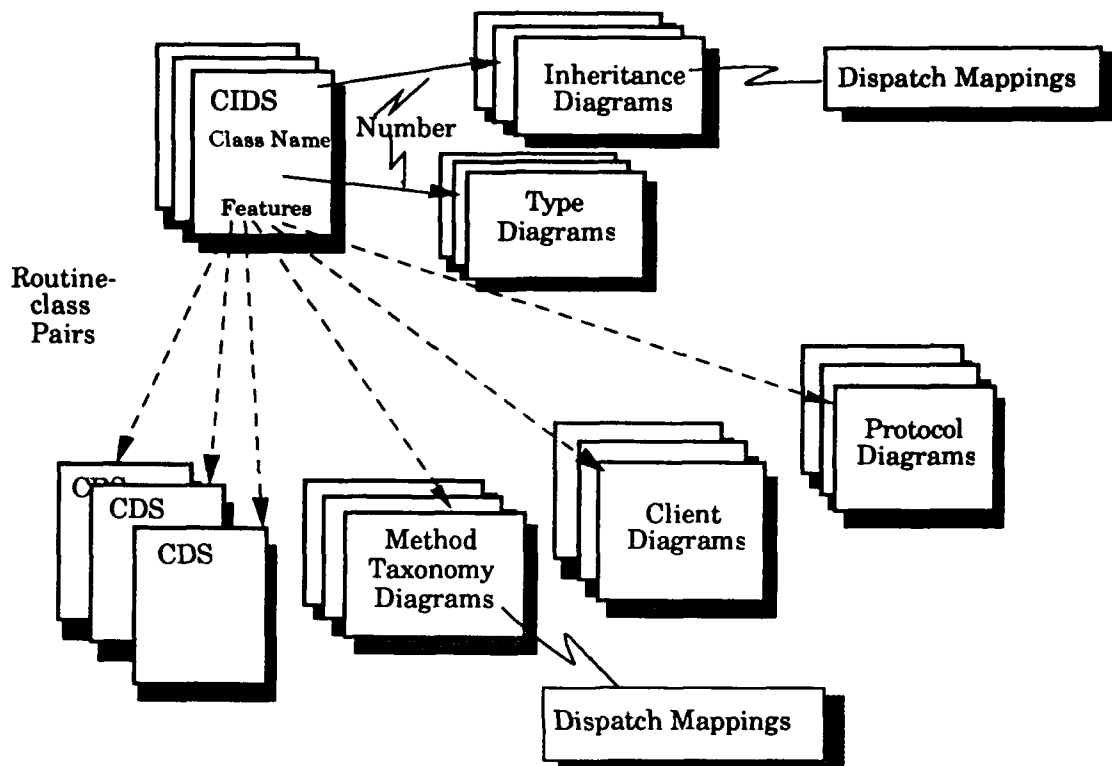 CIDS
Class Name
Features
Number
Inheritance
Diagrams
Dispatch Mappings
Type
Diagrams
Routine-
class
Pairs
CDS
CDS
CDS
Method
Taxonomy
Diagrams
Client
Diagrams
Protocol
Diagrams
Dispatch Mappings